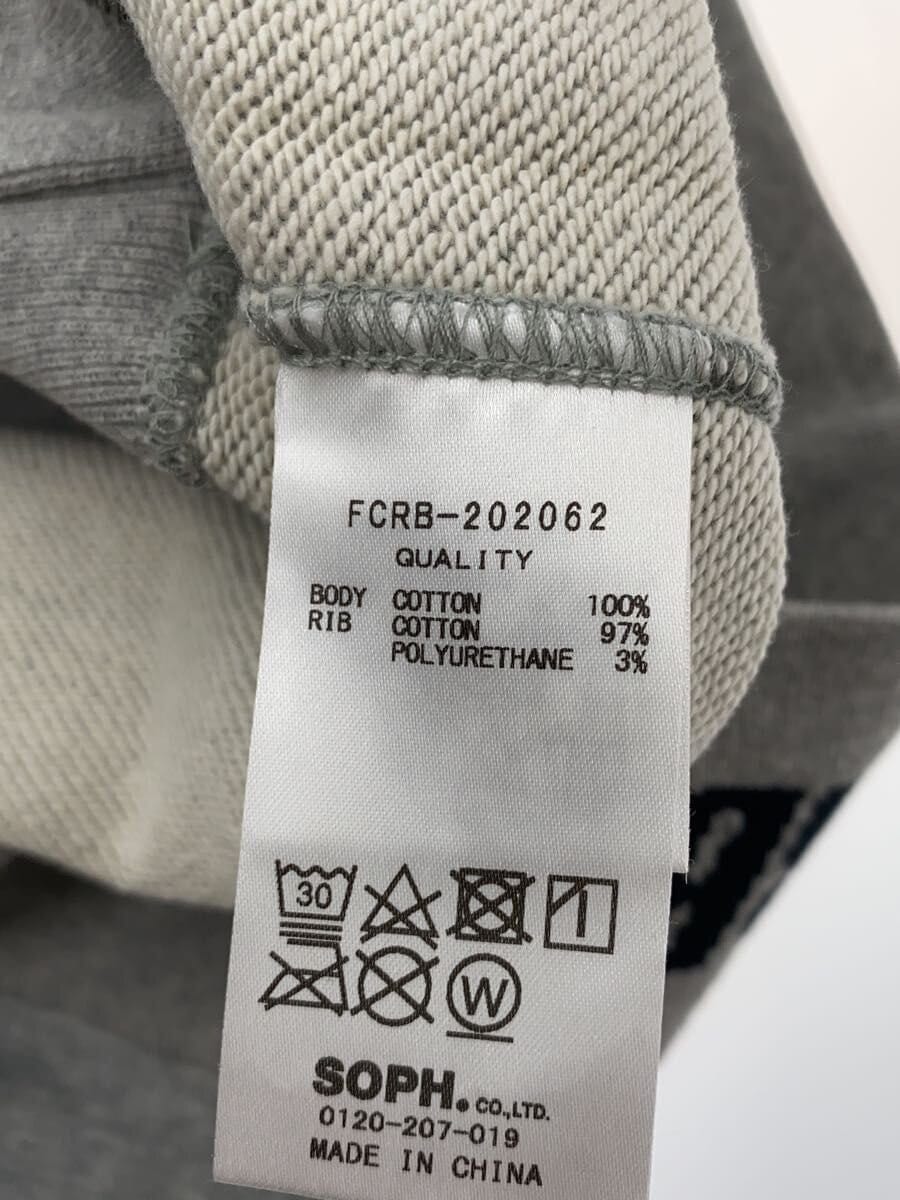 FCRB-202062
QUALITY
BODY COTTON 100%
RIB COTTON 97%
POLYURETHANE 3%
30
W
SOPH. CO.,LTD.
0120-207-019
MADE IN CHINA